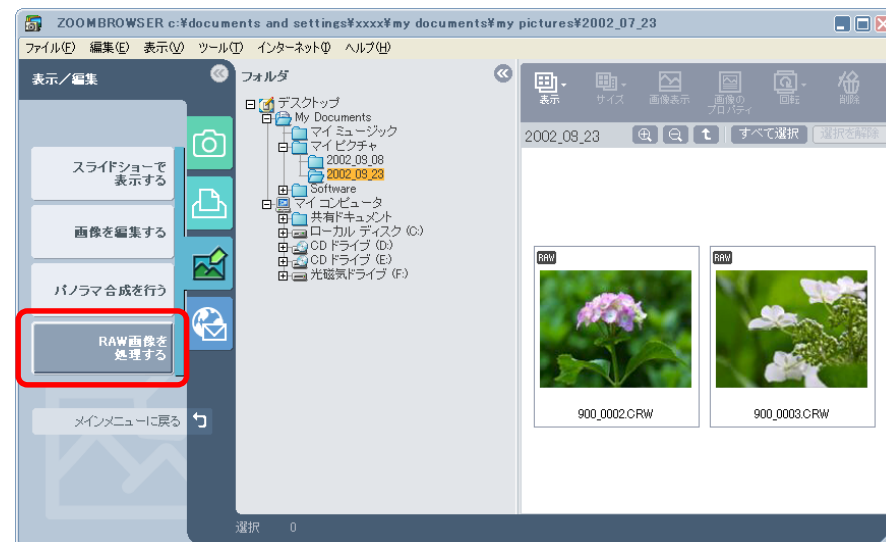 ZOOMBROWSER c:¥documents and settings¥xxxx¥my documents¥my pictures¥2002_07_23
ファイル(F) 編集(E) 表示(V) ツール(T) インターネット(I) ヘルプ(H)
表示／編集
スライドショーで
表示する
画像を編集する
パノラマ合成を行う
RAW画像を
処理する
メインメニューに戻る
フォルダ
デスクトップ
My Documents
マイ ミュージック
マイ ピクチャ
2002_09_08
2002_09_23
Software
マイ コンピュータ
共有ドキュメント
ローカル ディスク (C:)
CD ドライブ (D:)
CD ドライブ (E:)
光磁気ドライブ (F:)
表示 サイズ 画像表示 画像の
プロパティ 回転 削除
2002_09_23 すべて選択 選択を解除
RAW RAW
900_0002.CRW 900_0003.CRW
選択 0